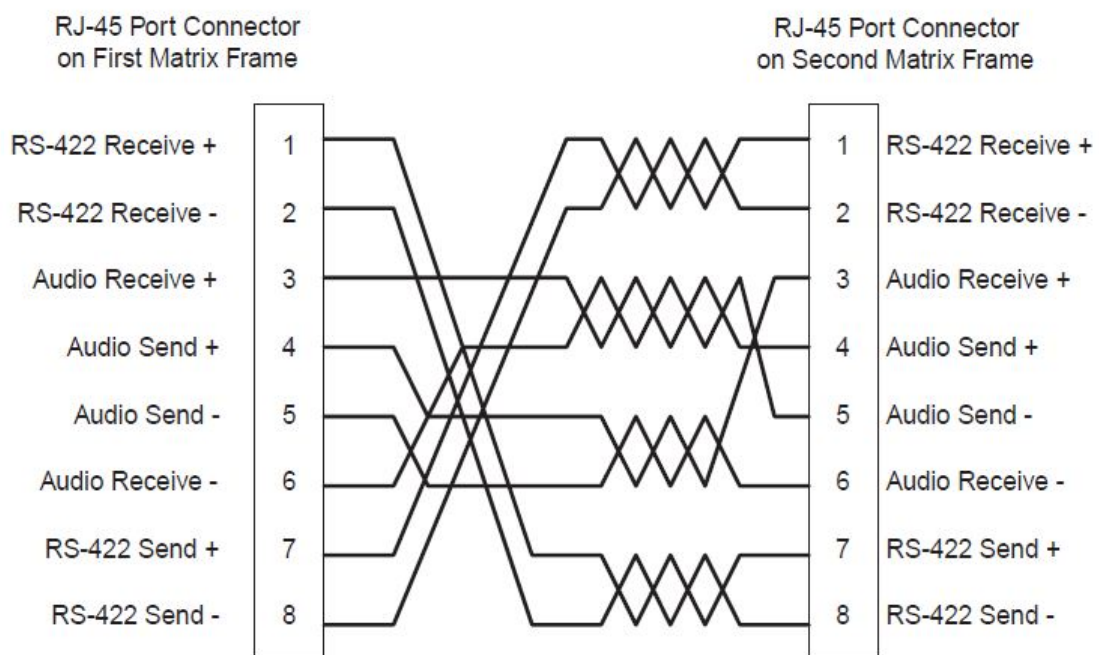 RJ-45 Port Connector
on First Matrix Frame
RJ-45 Port Connector
on Second Matrix Frame
RS-422 Receive + 1 1 RS-422 Receive +
RS-422 Receive - 2 2 RS-422 Receive -
Audio Receive + 3 3 Audio Receive +
Audio Send + 4 4 Audio Send +
Audio Send - 5 5 Audio Send -
Audio Receive - 6 6 Audio Receive -
RS-422 Send + 7 7 RS-422 Send +
RS-422 Send - 8 8 RS-422 Send -